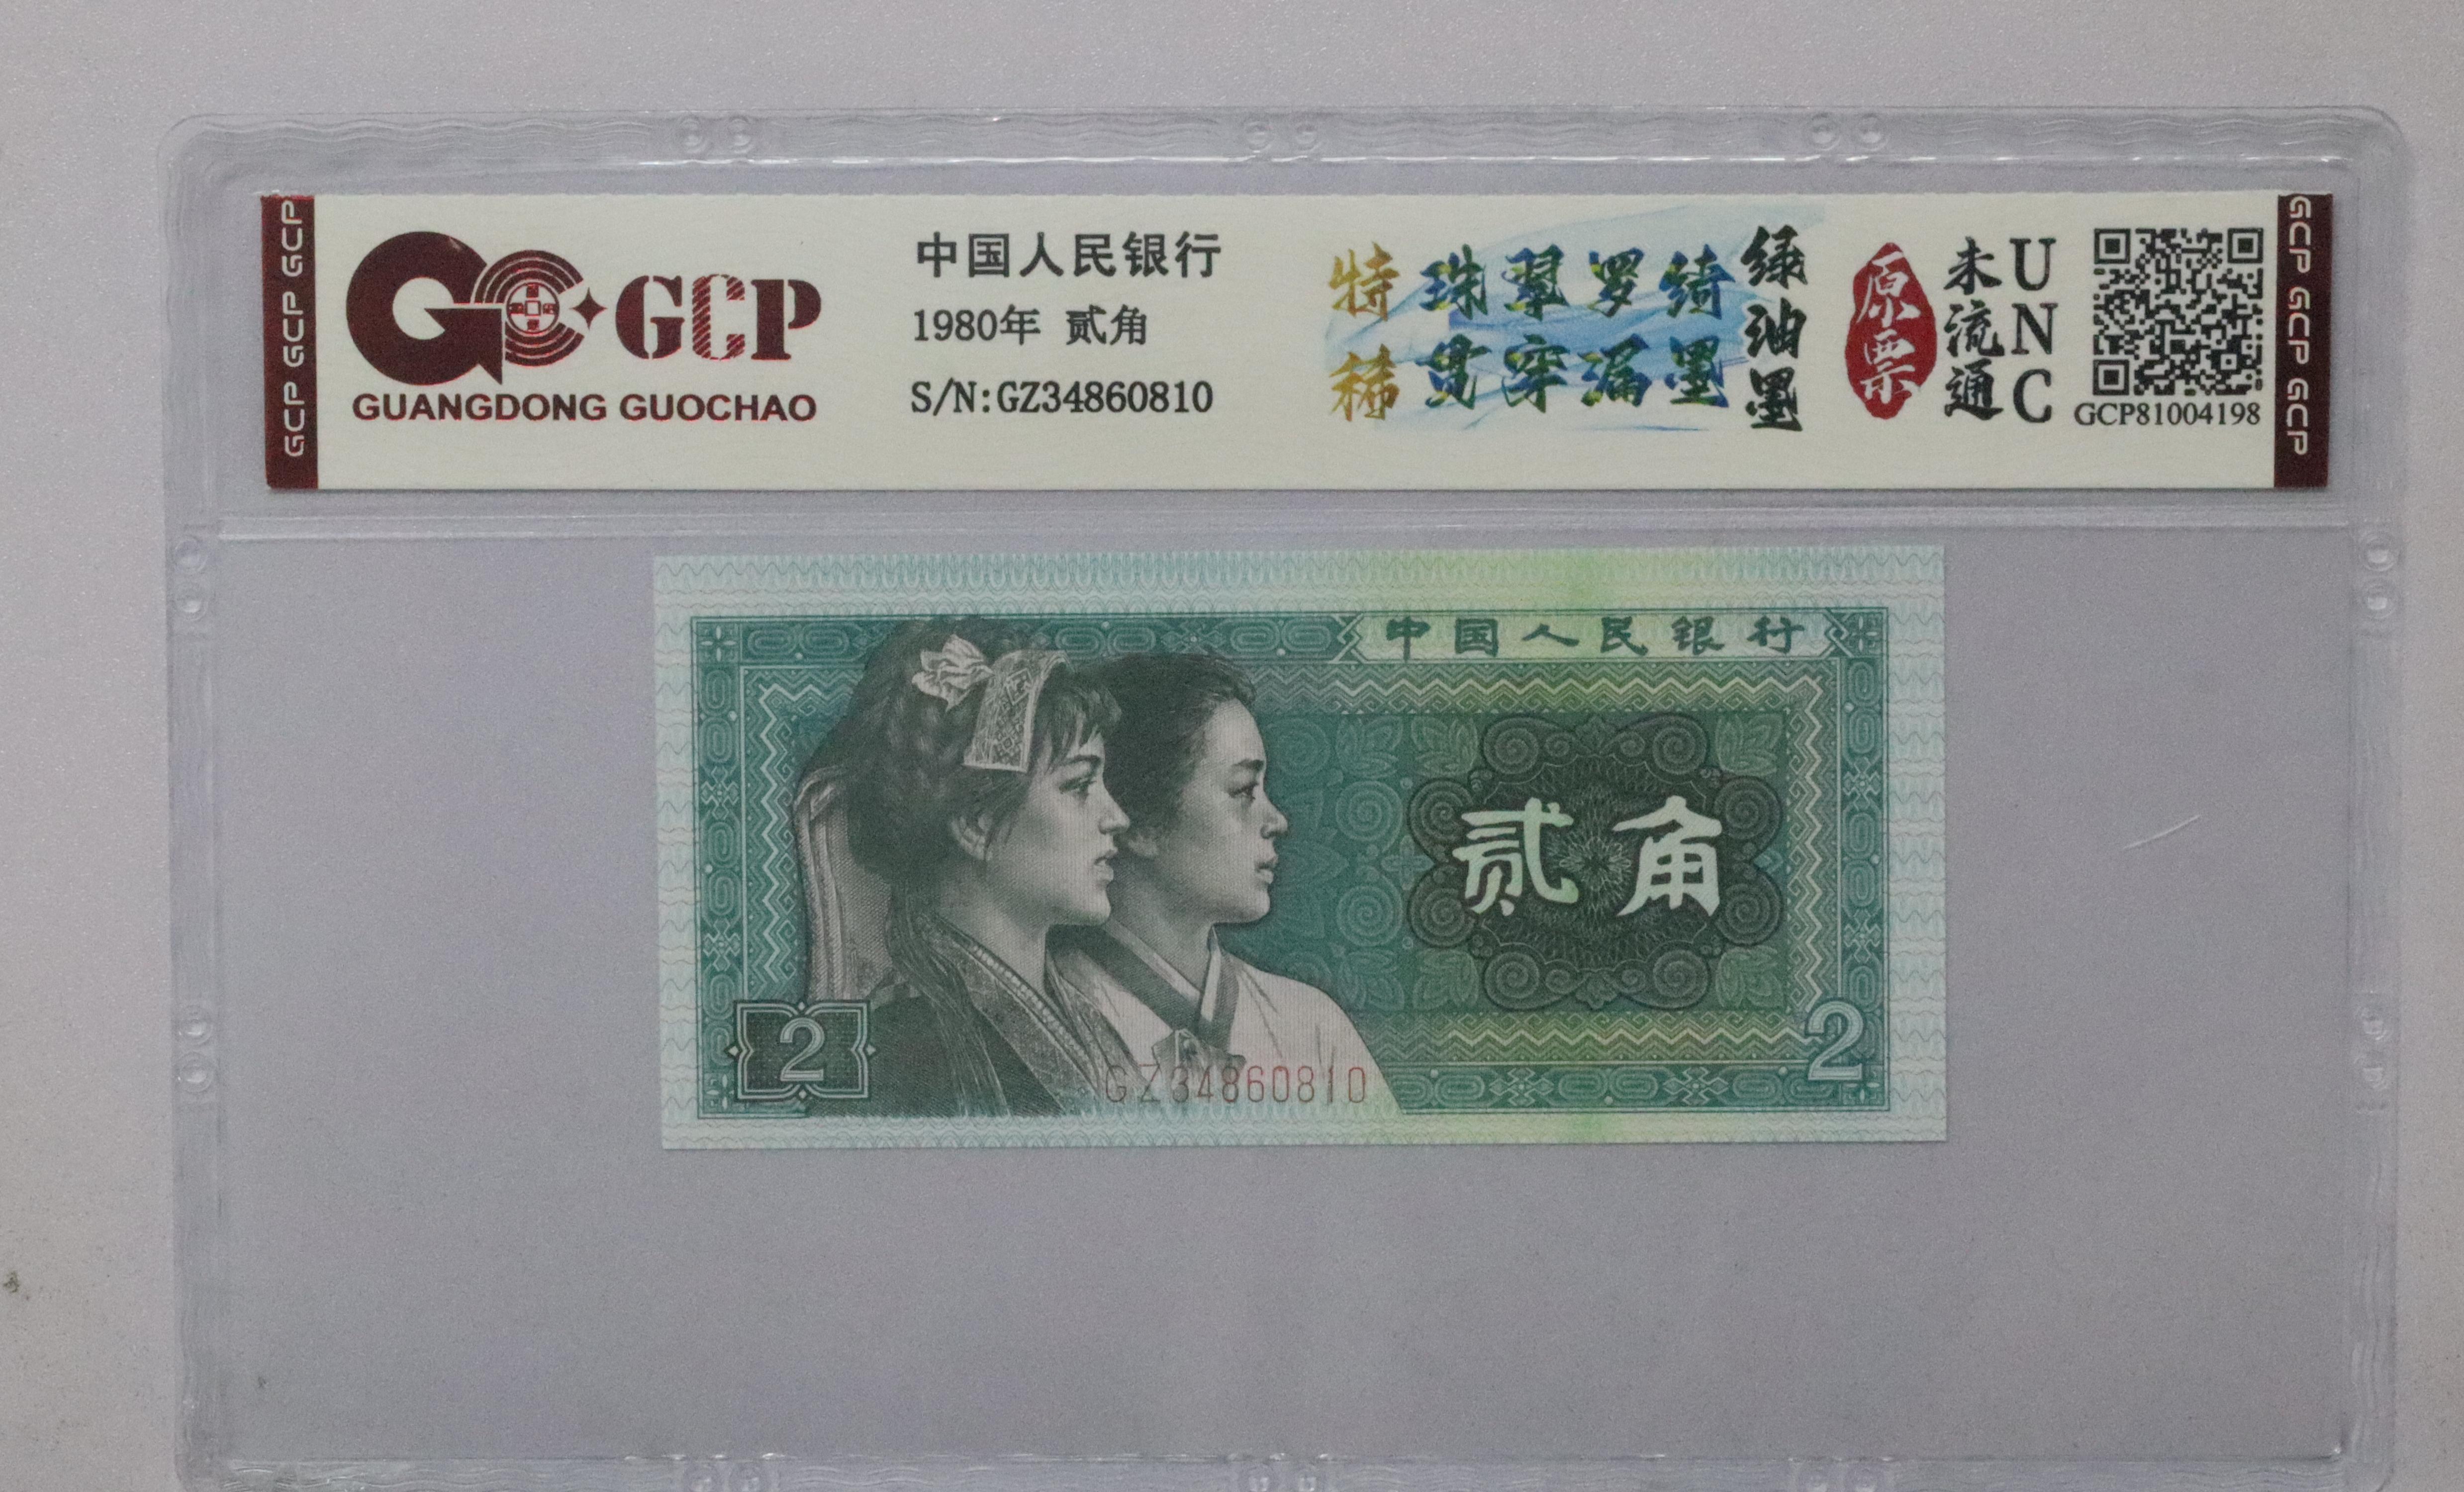 GCP GCP GCP
GC GCP
GUANGDONG GUOCHAO
中国人民银行
1980年 贰角
S/N:GZ34860810
特稀
珠翠罗绮
贯穿漏墨
绿油墨
原票
未流通
UNC
GCP81004198
GCP GCP GCP
中国人民银行
贰角
2
2
GZ34860810